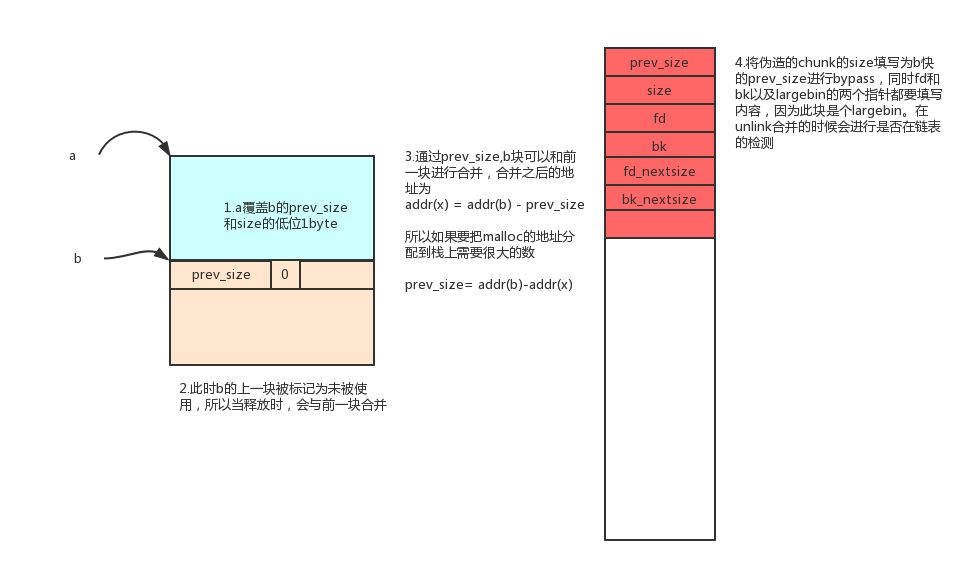 a
b
1.a覆盖b的prev_size
和size的低位1byte
prev_size
0
2.此时b的上一块被标记为未被使
用，所以当释放时，会与前一块合并
3.通过prev_size,b块可以和前
一块进行合并，合并之后的地
址为
addr(x) = addr(b) - prev_size
所以如果要把malloc的地址分
配到栈上需要很大的数
prev_size= addr(b)-addr(x)
prev_size
size
fd
bk
fd_nextsize
bk_nextsize
4.将伪造的chunk的size填写为b快
的prev_size进行bypass，同时fd和
bk以及largebin的两个指针都要填写
内容，因为此块是个largebin。在
unlink合并的时候会进行是否在链表
的检测